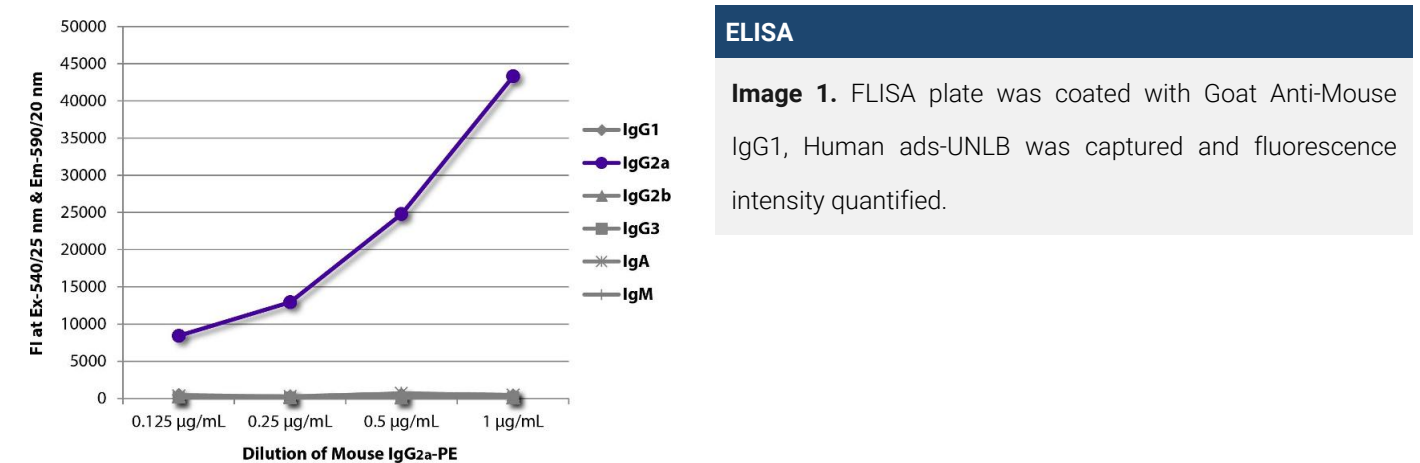 50000
45000
40000
35000
30000
25000
20000
15000
10000
5000
0
FI at Ex-540/25 nm & Em-590/20 nm
0.125 µg/mL 0.25 µg/mL 0.5 µg/mL 1 µg/mL
Dilution of Mouse IgG2a-PE
IgG1
IgG2a
IgG2b
IgG3
IgA
IgM
ELISA
Image 1. FLISA plate was coated with Goat Anti-Mouse
IgG1, Human ads-UNLB was captured and fluorescence
intensity quantified.